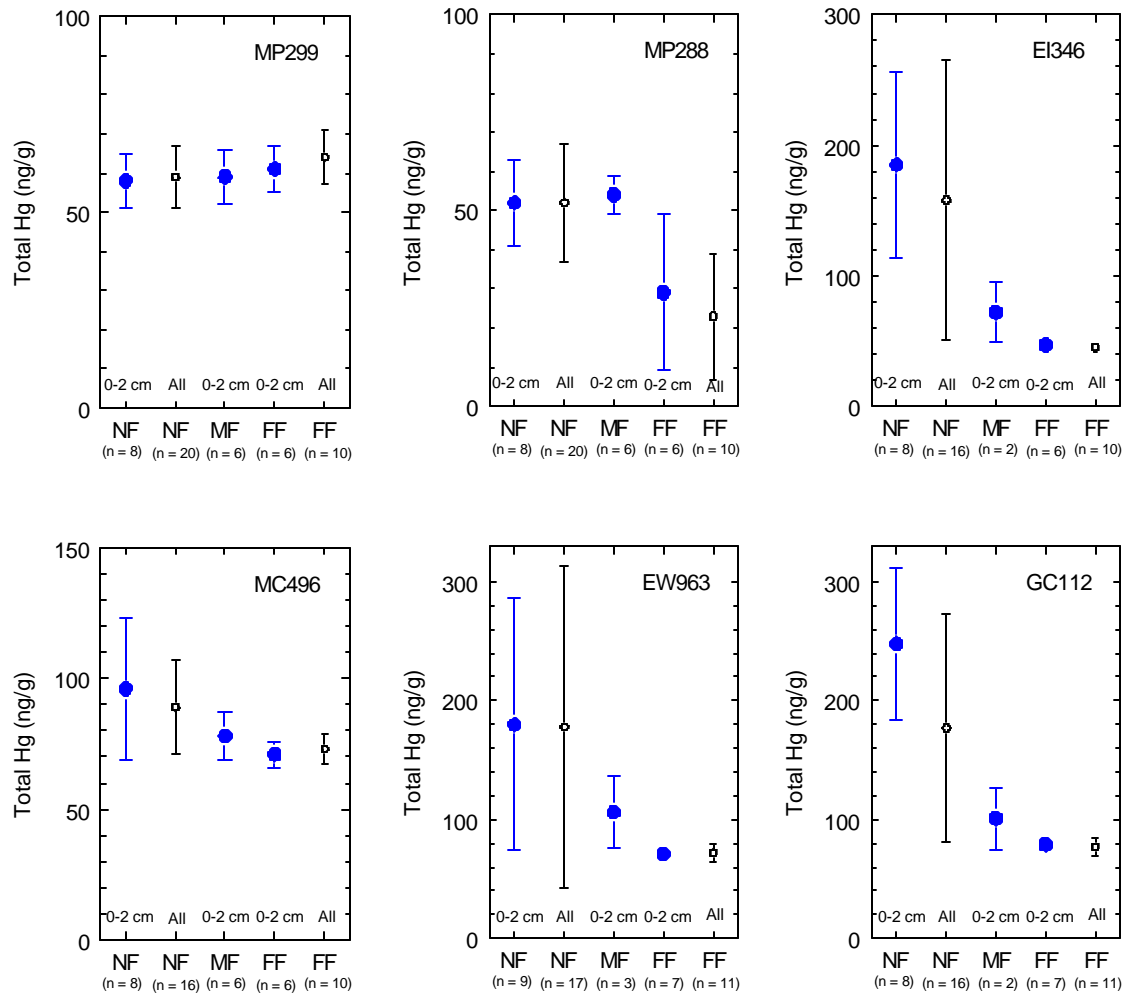 100
MP299
50
0
Total Hg (ng/g)
0-2 cm All 0-2 cm 0-2 cm All
NF NF MF FF FF
(n = 8) (n = 20) (n = 6) (n = 6) (n = 10)
100
MP288
50
0
Total Hg (ng/g)
0-2 cm All 0-2 cm 0-2 cm All
NF NF MF FF FF
(n = 8) (n = 20) (n = 6) (n = 6) (n = 10)
300
EI346
200
100
0
Total Hg (ng/g)
0-2 cm All 0-2 cm 0-2 cm All
NF NF MF FF FF
(n = 8) (n = 16) (n = 2) (n = 6) (n = 10)
150
MC496
100
50
0
Total Hg (ng/g)
0-2 cm All 0-2 cm 0-2 cm All
NF NF MF FF FF
(n = 8) (n = 16) (n = 6) (n = 6) (n = 10)
300
EW963
200
100
0
Total Hg (ng/g)
0-2 cm All 0-2 cm 0-2 cm All
NF NF MF FF FF
(n = 9) (n = 17) (n = 3) (n = 7) (n = 11)
300
GC112
200
100
0
Total Hg (ng/g)
0-2 cm All 0-2 cm 0-2 cm All
NF NF MF FF FF
(n = 8) (n = 16) (n = 2) (n = 7) (n = 11)